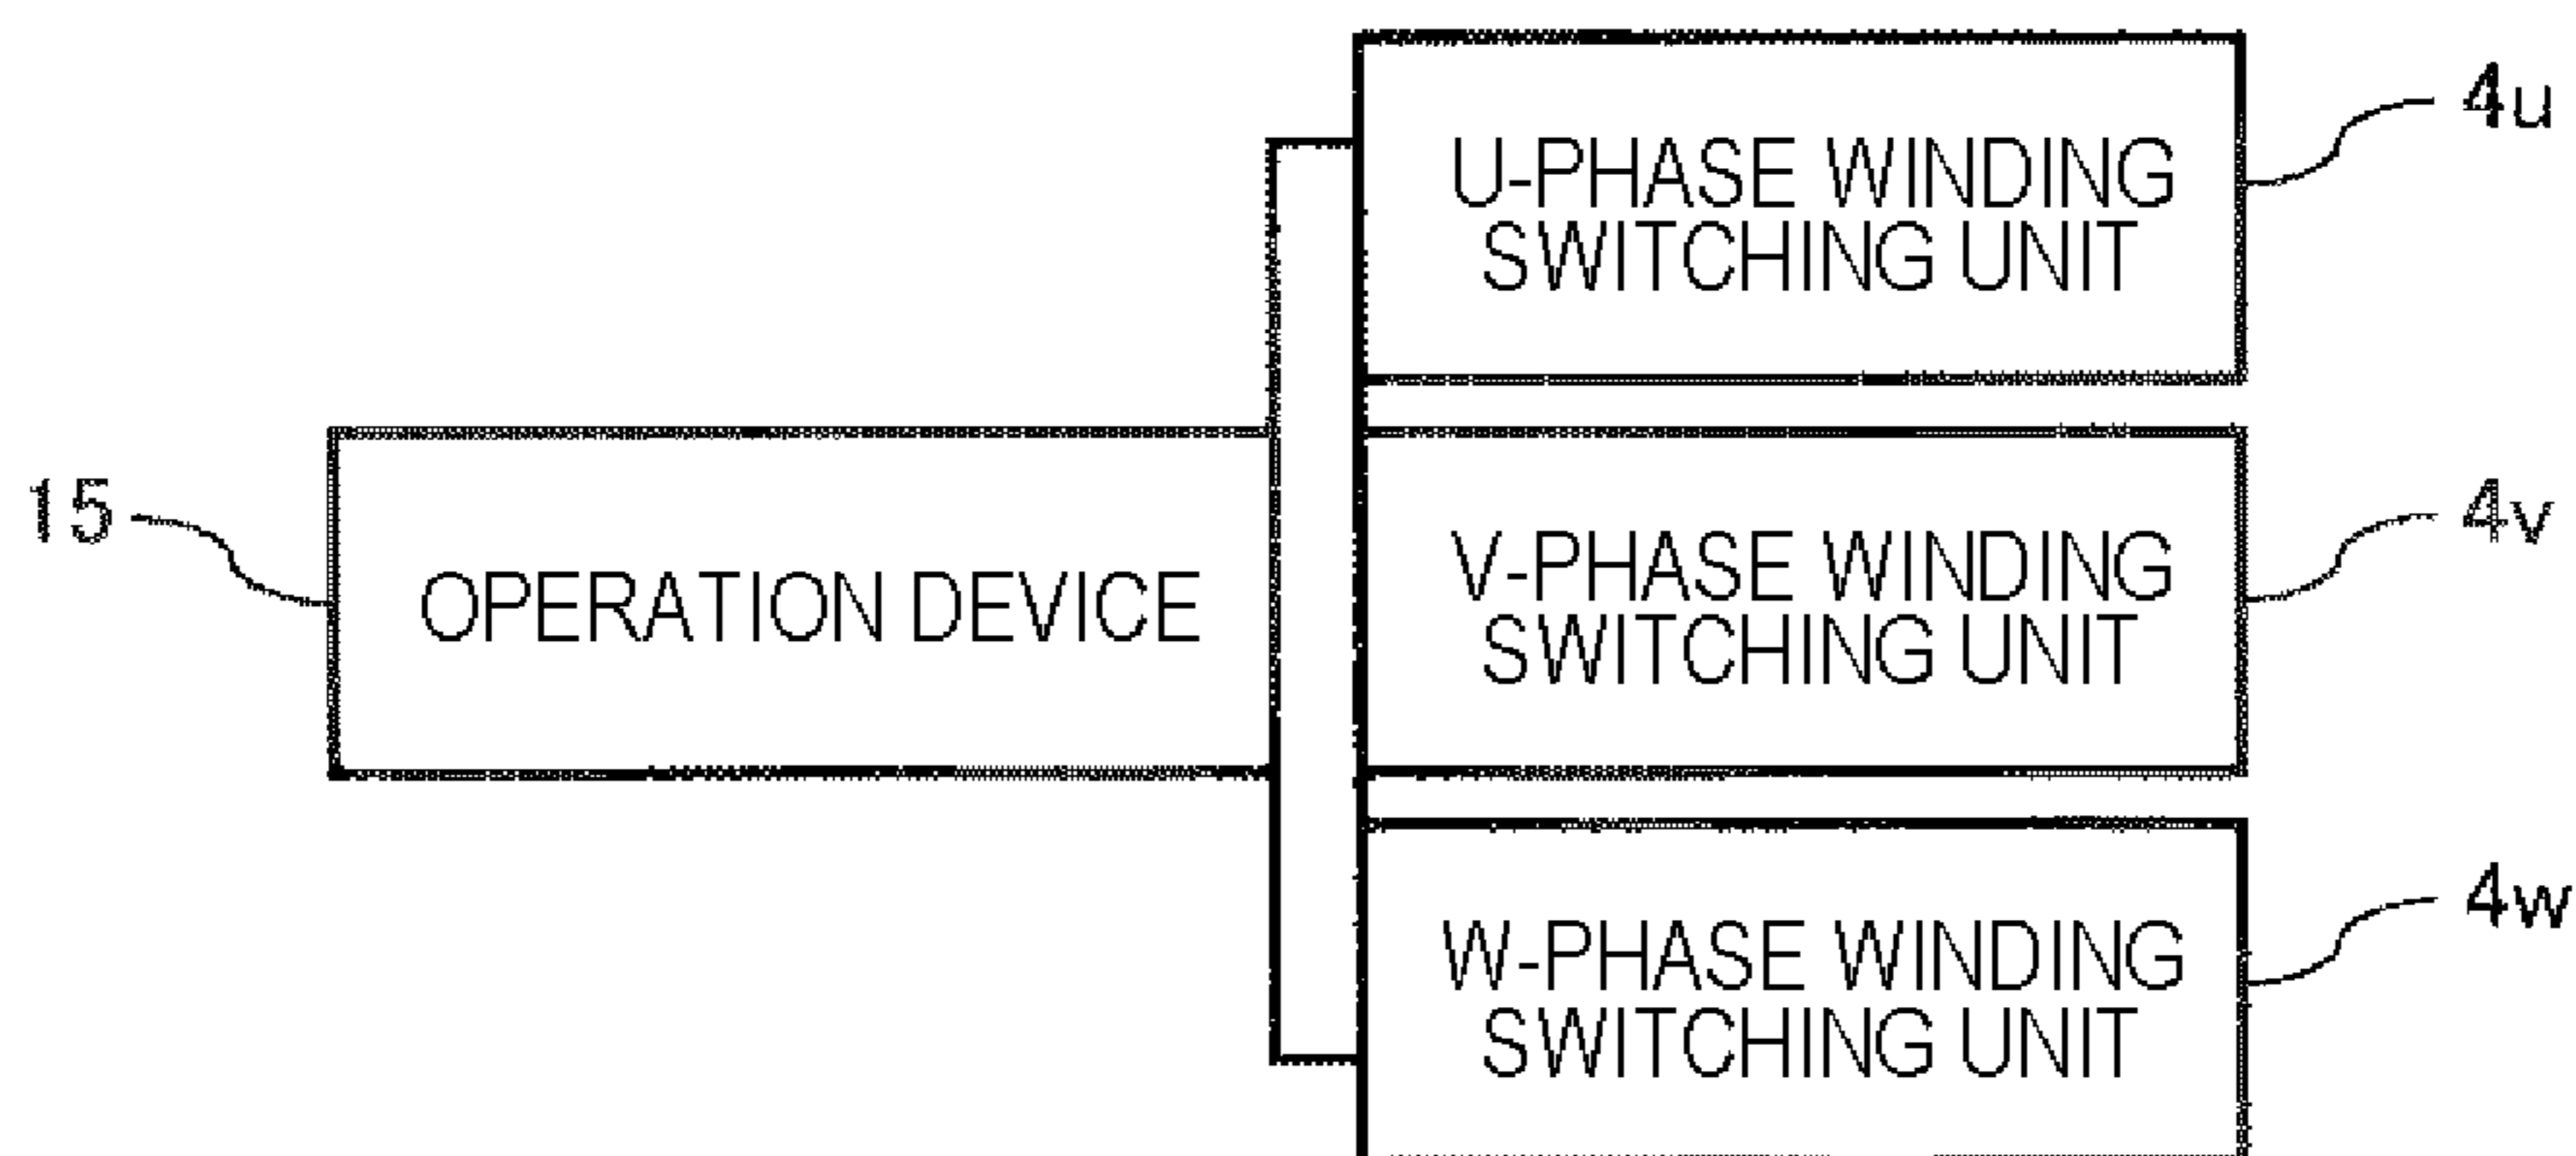 U-PHASE WINDING
SWITCHING UNIT
4u
15
OPERATION DEVICE
V-PHASE WINDING
SWITCHING UNIT
4v
W-PHASE WINDING
SWITCHING UNIT
4w